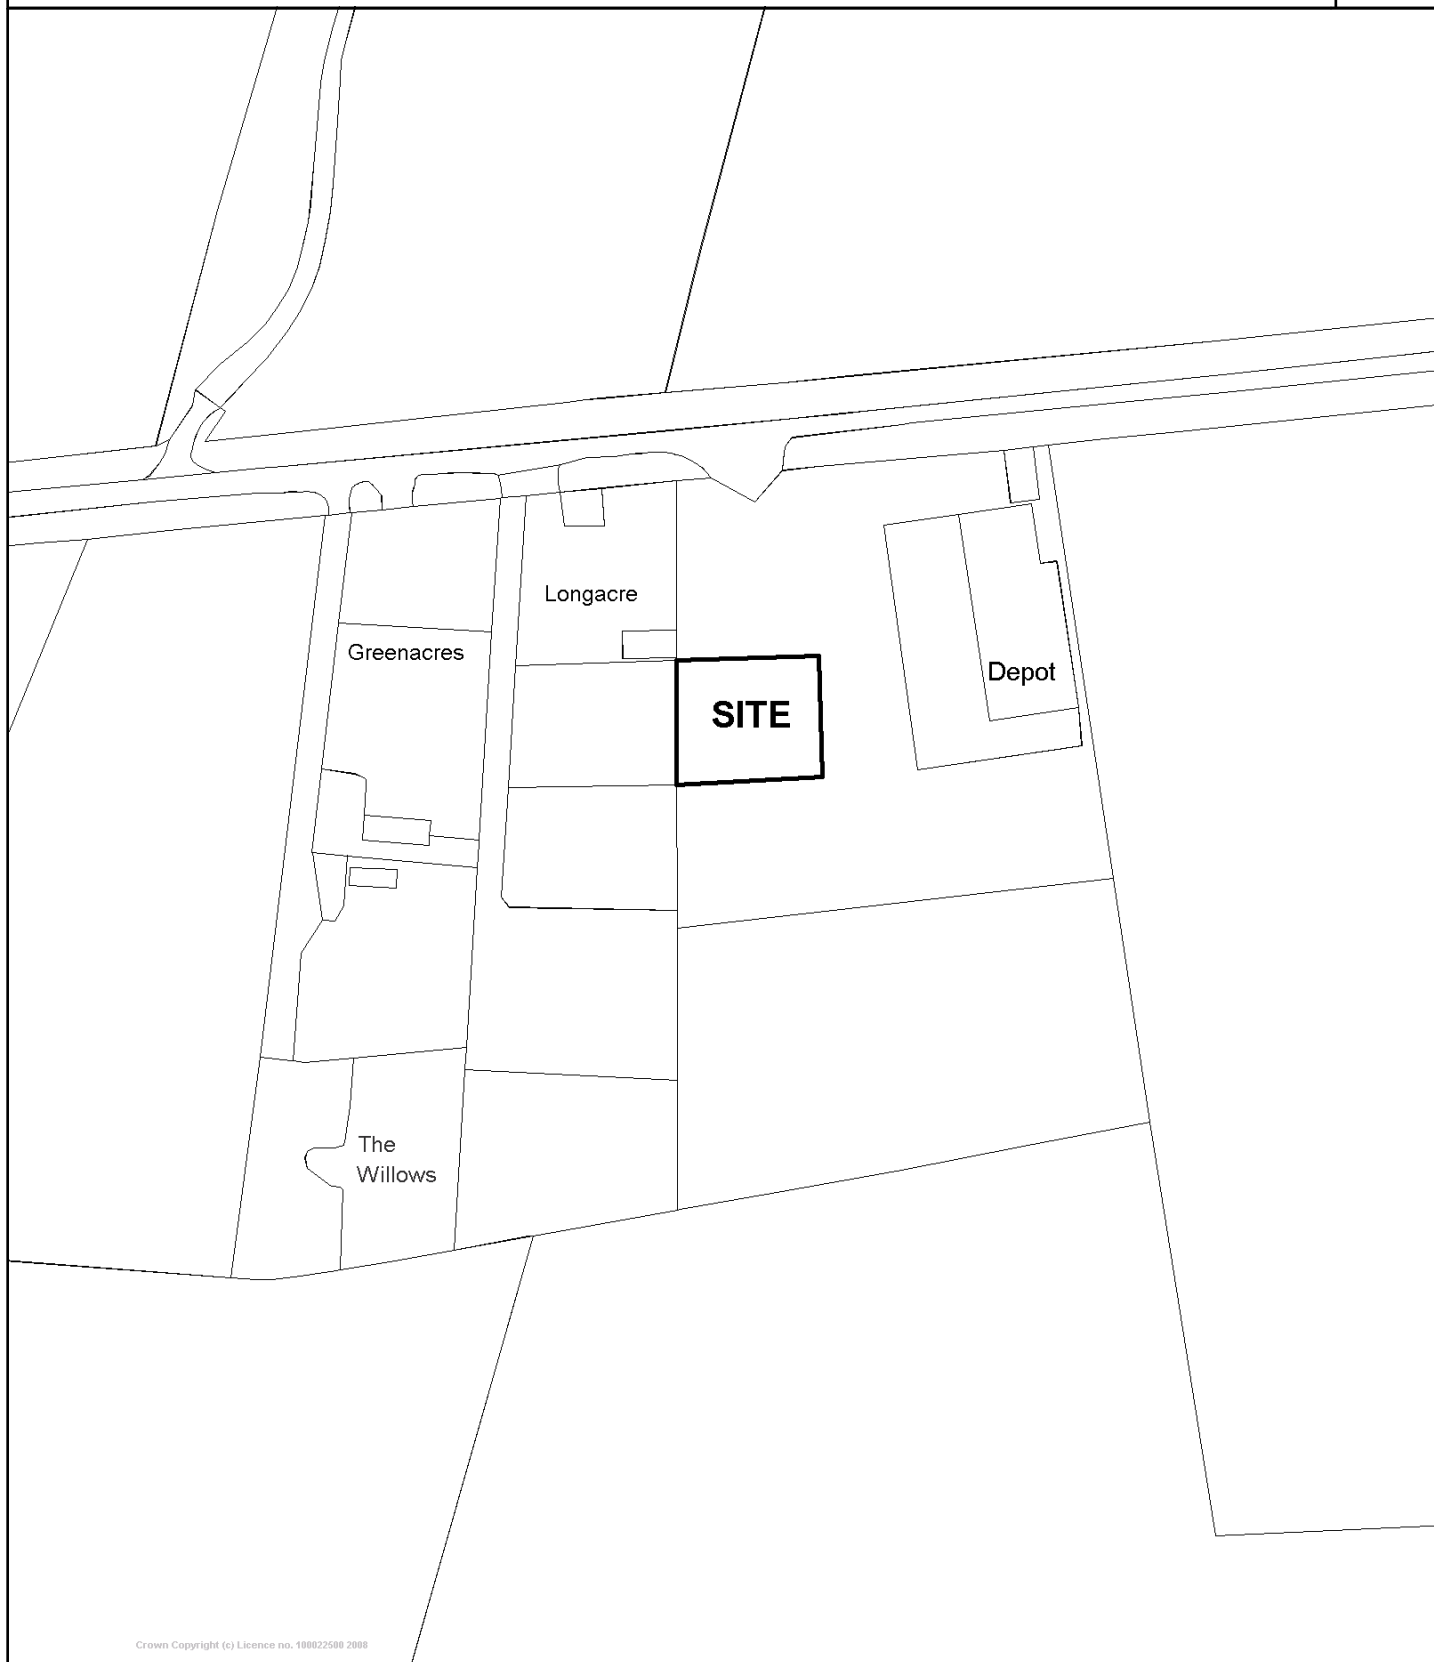 Longacre
Greenacres
Depot
SITE
The
Willows
Crown Copyright (c) Licence no. 100022500 2008